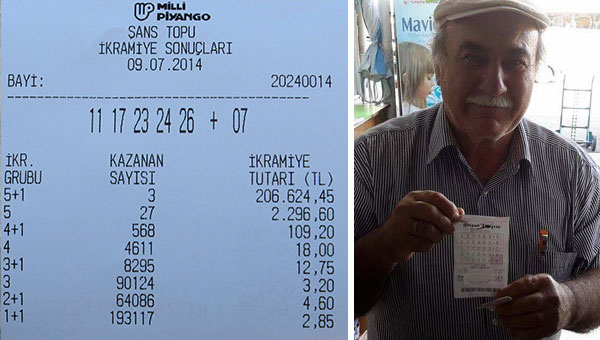 MİLLİ
PİYANGO
ŞANS TOPU
İKRAMİYE SONUÇLARI
09.07.2014
BAYİ: 20240014
11 17 23 24 26 + 07
İKR. KAZANAN İKRAMİYE
GRUBU SAYISI TUTARI (TL)
5+1 3 206.624,45
5 27 2.296,60
4+1 568 109,20
4 4611 18,00
3+1 8295 12,75
3 90124 3,20
2+1 64086 4,60
1+1 193117 2,85
Mavi
Şans Topu